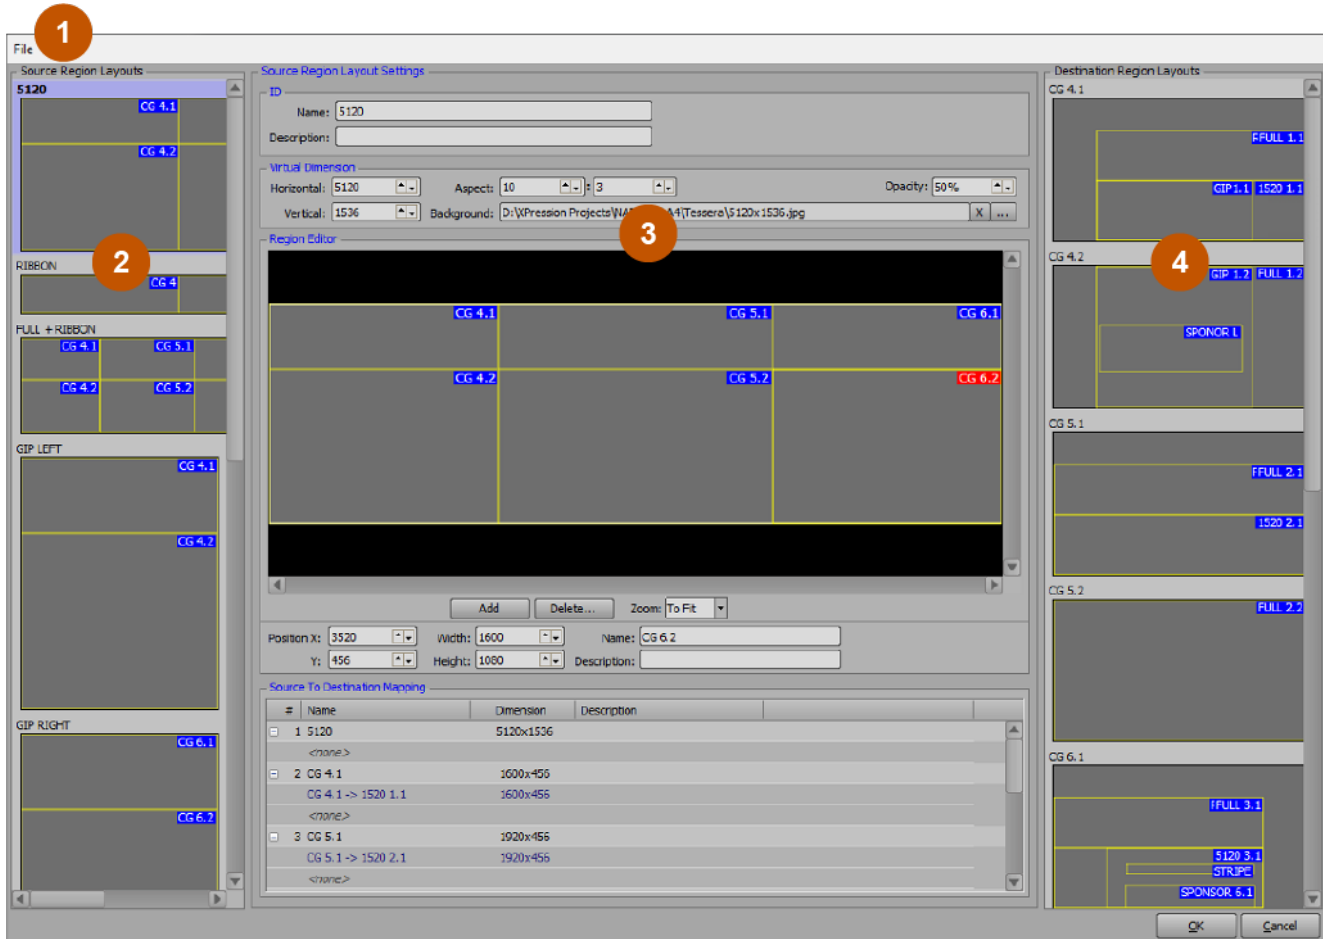 1
File
Source Region Layouts
5120
CG 4.1
CG 4.2
2
RIBBON
CG 4
FULL + RIBBON
CG 4.1 CG 5.1
CG 4.2 CG 5.2
GIP LEFT
CG 4.1
CG 4.2
GIP RIGHT
CG 6.1
CG 6.2
Source Region Layout Settings
ID
Name: 5120
Description:
Virtual Dimension
Horizontal: 5120 Aspect: 10 : 3 Opacity: 50%
Vertical: 1536 Background: D:\XPression Projects\NA A4\Tessera\5120x1536.jpg X ...
3
Region Editor
CG 4.1 CG 5.1 CG 6.1
CG 4.2 CG 5.2 CG 6.2
Add Delete... Zoom: To Fit
Position X: 3520 Width: 1600 Name: CG 6.2
Y: 456 Height: 1080 Description:
Source To Destination Mapping
# Name Dimension Description
1 5120 5120x1536
<none>
2 CG 4.1 1600x456
CG 4.1 -> 1520 1.1 1600x456
<none>
3 CG 5.1 1920x456
CG 5.1 -> 1520 2.1 1920x456
<none>
Destination Region Layouts
CG 4.1
FFULL 1.1
GIP1.1 1520 1.1
CG 4.2
4
GIP 1.2 FULL 1.2
SPONOR L
CG 5.1
FFULL 2.1
1520 2.1
CG 5.2
FULL 2.2
CG 6.1
FFULL 3.1
5120 3.1
STRIPE
SPONSOR 6.1
OK Cancel